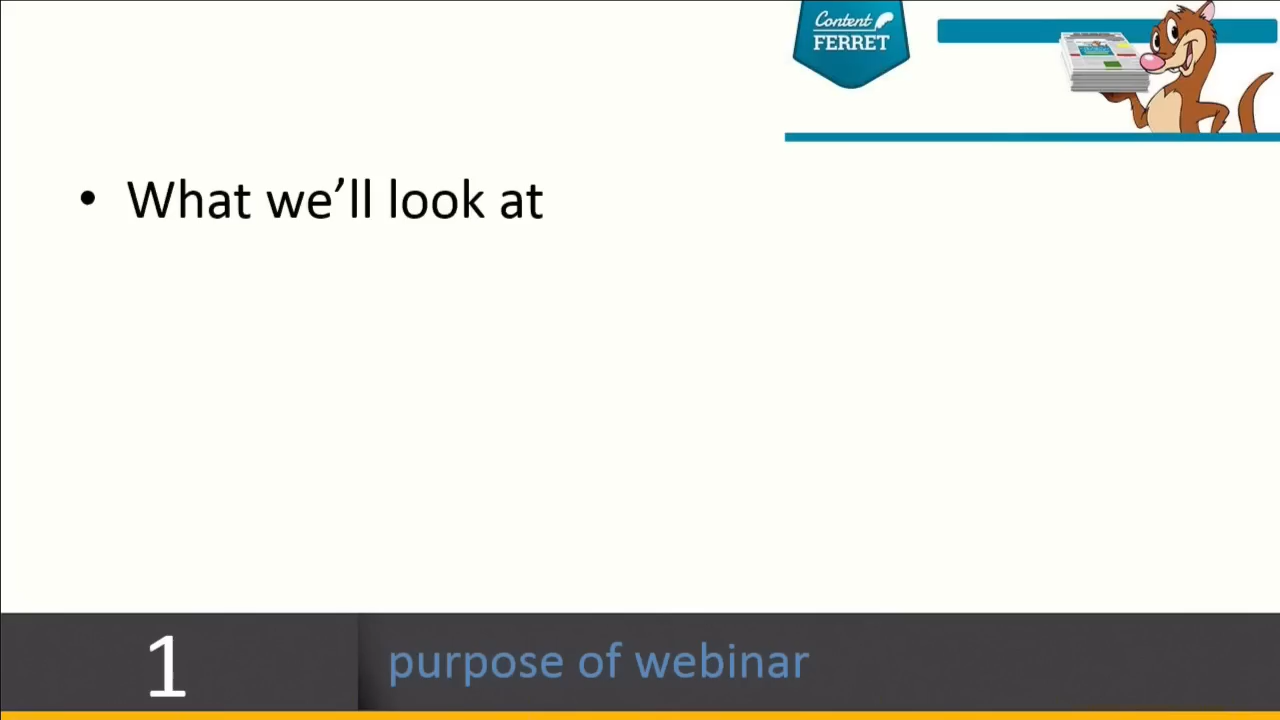 Content
FERRET
• What we’ll look at
1
purpose of webinar